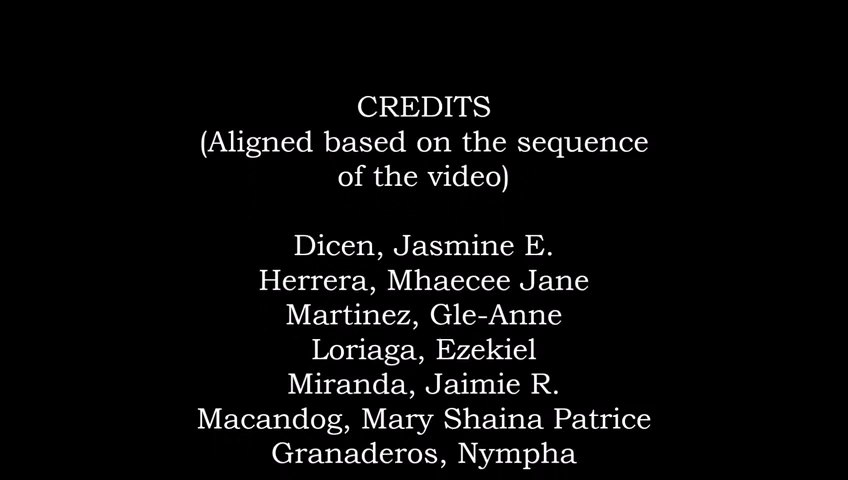 CREDITS
(Aligned based on the sequence
of the video)
Dicen, Jasmine E.
Herrera, Mhaecee Jane
Martinez, Gle-Anne
Loriaga, Ezekiel
Miranda, Jaimie R.
Macandog, Mary Shaina Patrice
Granaderos, Nympha